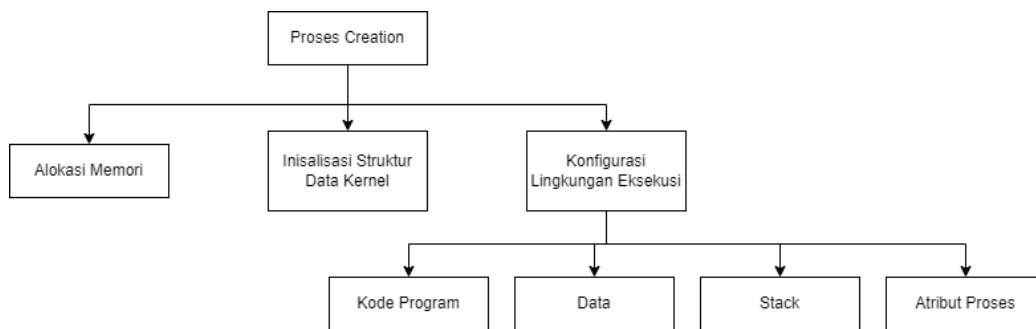 Proses Creation
Alokasi Memori
Inisalisasi Struktur
Data Kernel
Konfigurasi
Lingkungan Eksekusi
Kode Program
Data
Stack
Atribut Proses